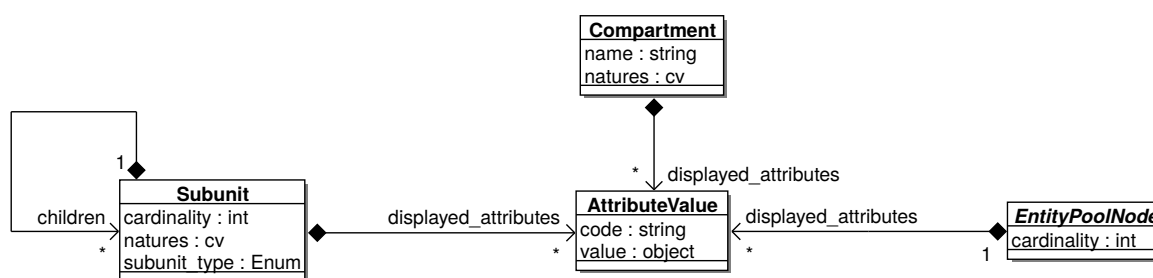 Compartment
name : string
natures : cv
1
Subunit
cardinality : int
natures : cv
subunit_type : Enum
children
*
displayed_attributes
*
* displayed_attributes
AttributeValue
code : string
value : object
displayed_attributes
*
1
EntityPoolNode
cardinality : int